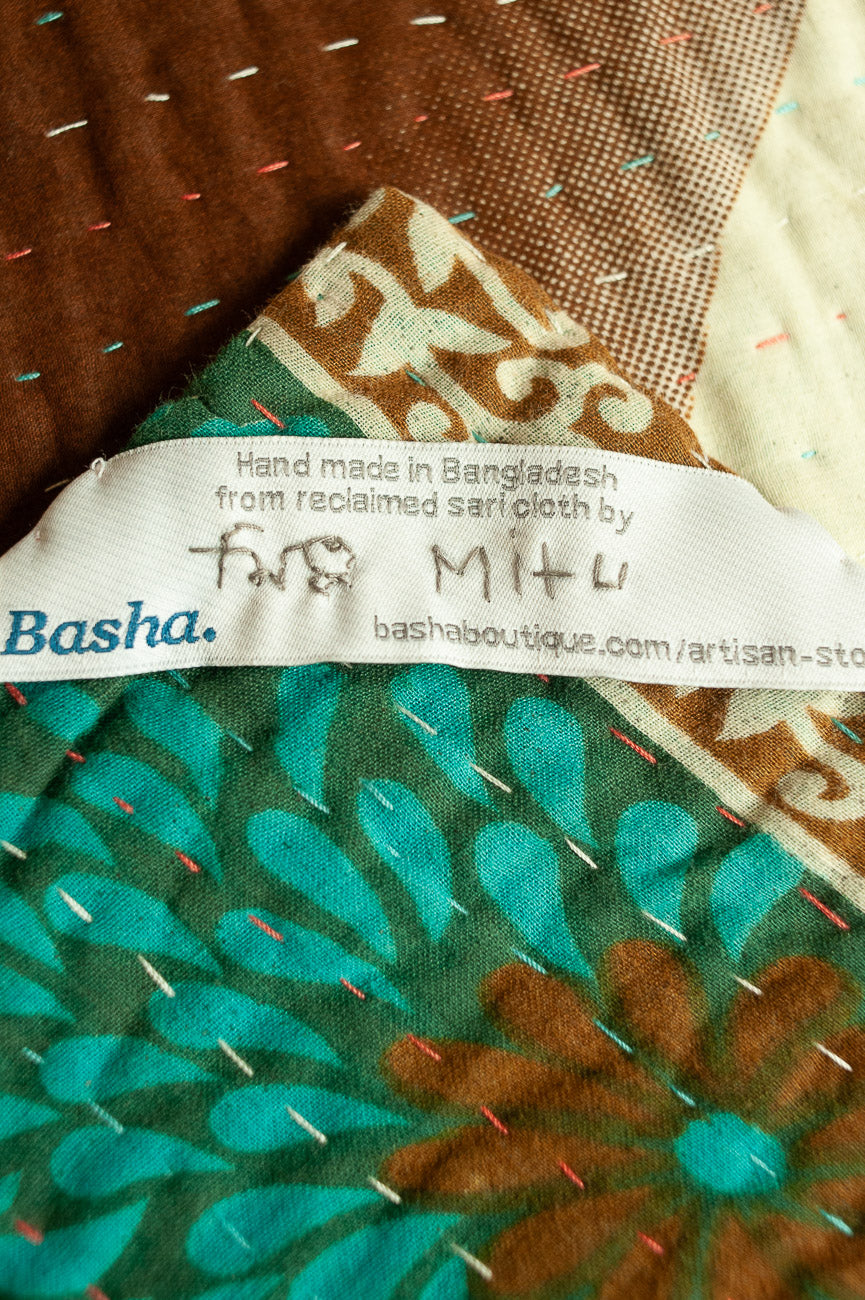 Hand made in Bangladesh
from reclaimed sari cloth by
মিতু Mitu
Basha. bashaboutique.com/artisan-sto